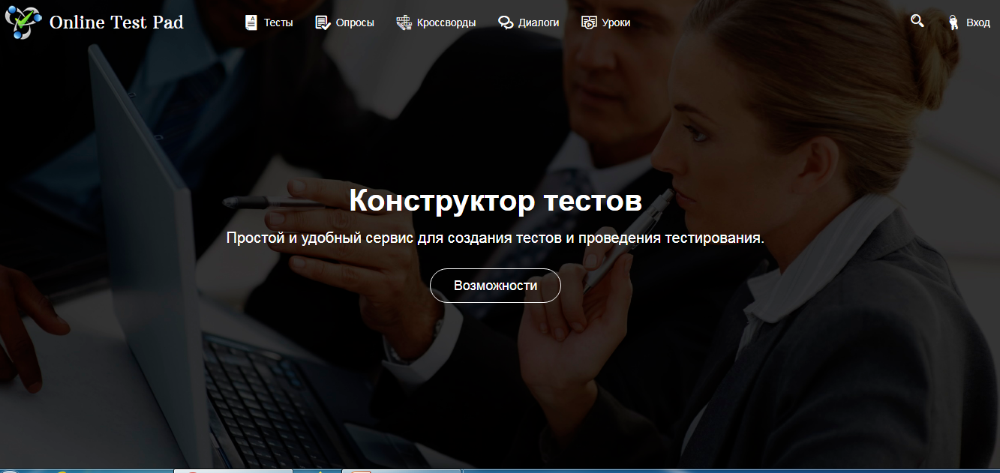 Online Test Pad
Тесты
Опросы
Кроссворды
Диалоги
Уроки
Вход
Конструктор тестов
Простой и удобный сервис для создания тестов и проведения тестирования.
Возможности